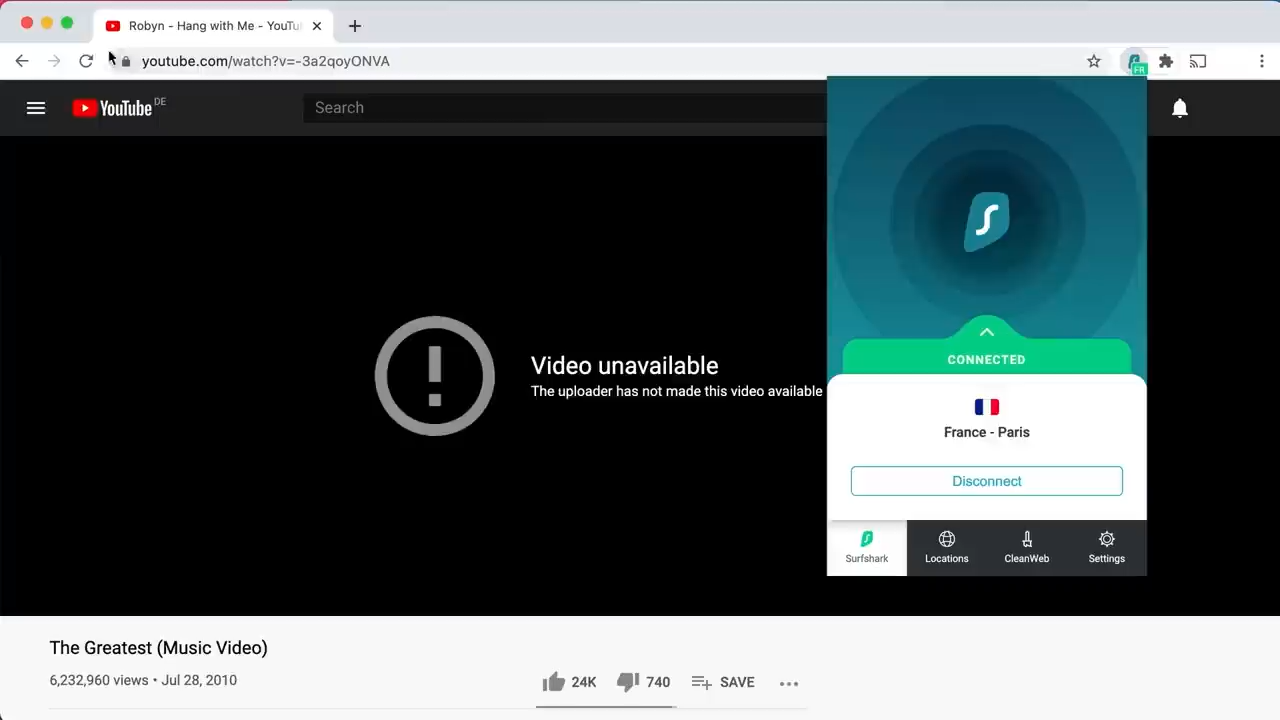 Robyn - Hang with Me - YouTu
youtube.com/watch?v=-3a2qoyONVA
FR
YouTube DE
Search
Video unavailable
The uploader has not made this video available
CONNECTED
France - Paris
Disconnect
Surfshark
Locations
CleanWeb
Settings
The Greatest (Music Video)
6,232,960 views • Jul 28, 2010
24K
740
SAVE